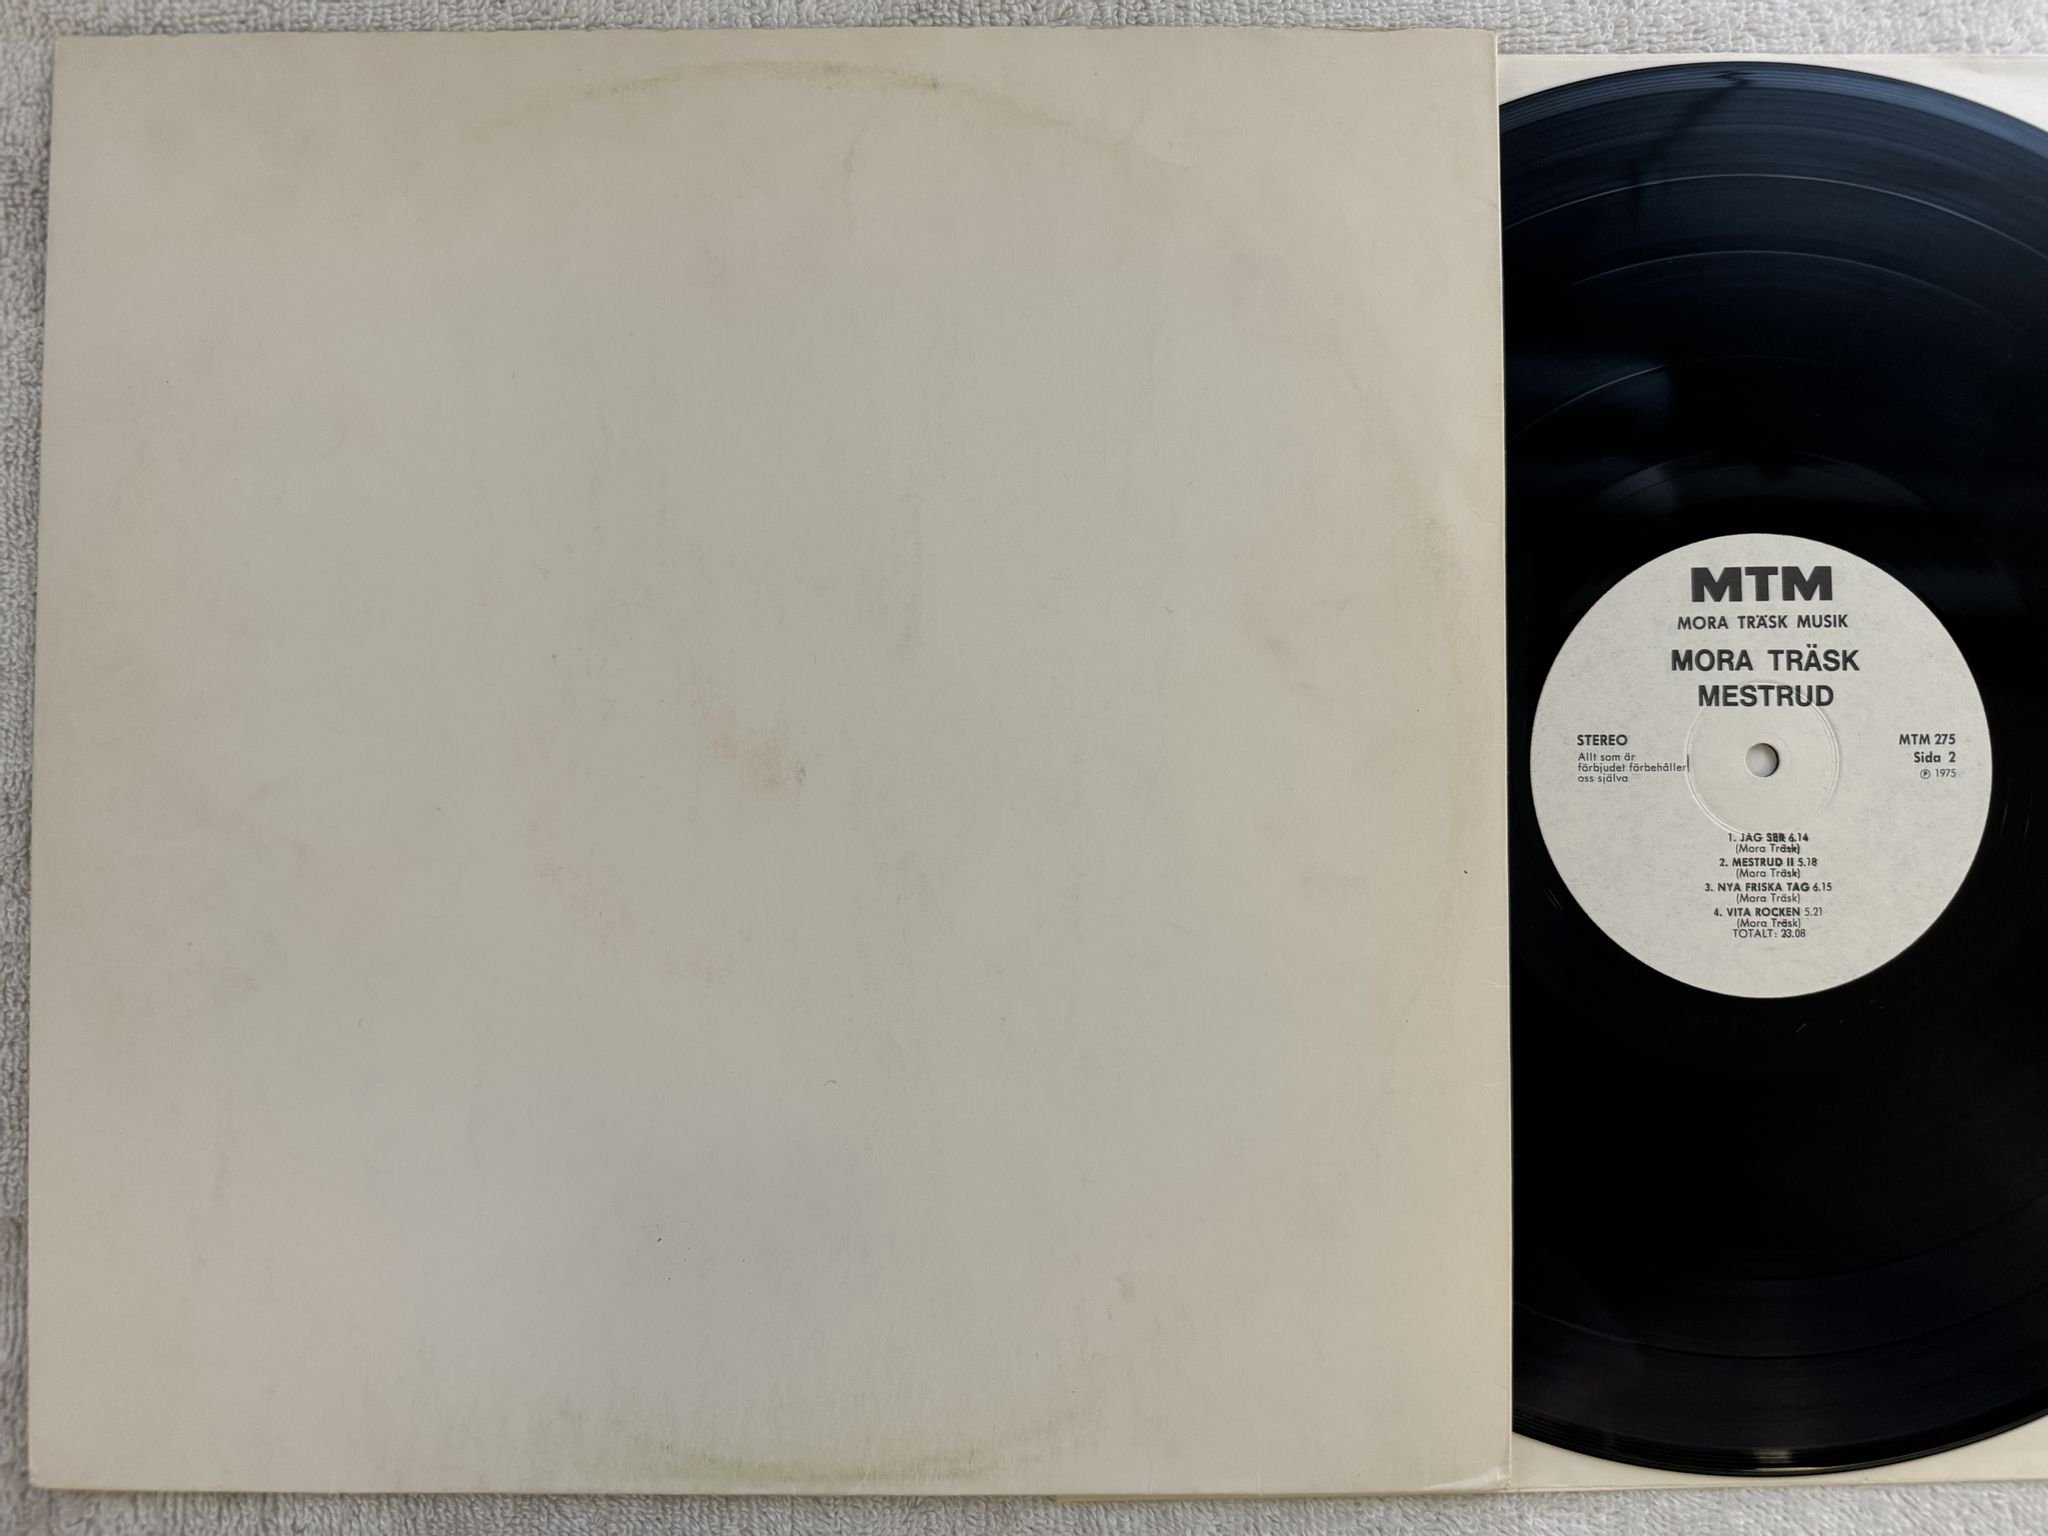 MTM
MORA TRÄSK MUSIK
MORA TRÄSK
MESTRUD
STEREO
Allt som är
förbjudet förbehåller
oss själva
MTM 275
Sida 2
Ⓟ 1975
1. JAG SER 6.14
(Mora Träsk)
2. MESTRUD II 5.18
(Mora Träsk)
3. NYA FRISKA TAG 6.15
(Mora Träsk)
4. VITA ROCKEN 5.21
(Mora Träsk)
TOTALT: 23.08